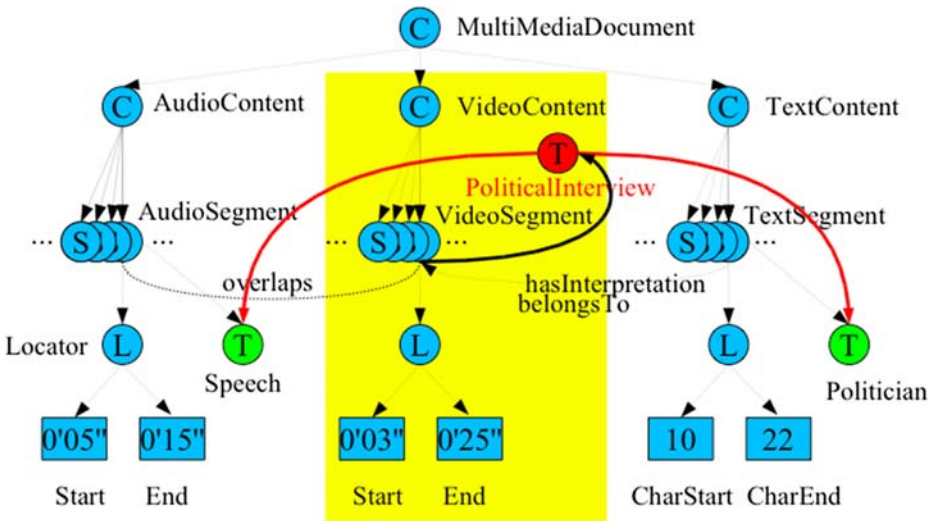 C MultiMediaDocument
C AudioContent
C VideoContent
C TextContent
T
PoliticalInterview
AudioSegment
VideoSegment
TextSegment
... S ...
... S ...
... S ...
overlaps
hasInterpretation
belongsTo
Locator L
T
L
L
T
Speech
Politician
0'05" 0'15" 0'03" 0'25" 10 22
Start End Start End CharStart CharEnd